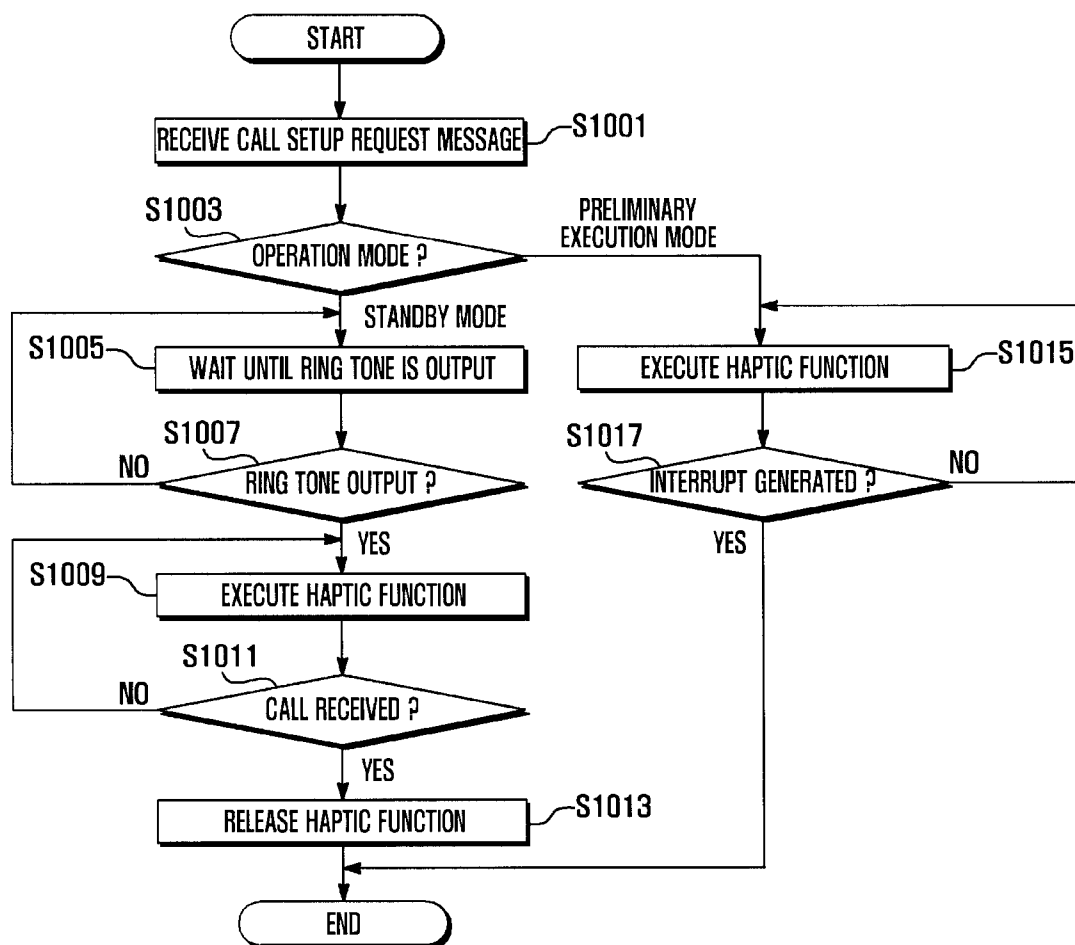 START
RECEIVE CALL SETUP REQUEST MESSAGE
S1001
S1003
OPERATION MODE ?
PRELIMINARY
EXECUTION MODE
STANDBY MODE
S1005
WAIT UNTIL RING TONE IS OUTPUT
EXECUTE HAPTIC FUNCTION
S1015
S1007
NO
RING TONE OUTPUT ?
S1017
INTERRUPT GENERATED ?
NO
YES
YES
S1009
EXECUTE HAPTIC FUNCTION
S1011
NO
CALL RECEIVED ?
YES
RELEASE HAPTIC FUNCTION
S1013
END